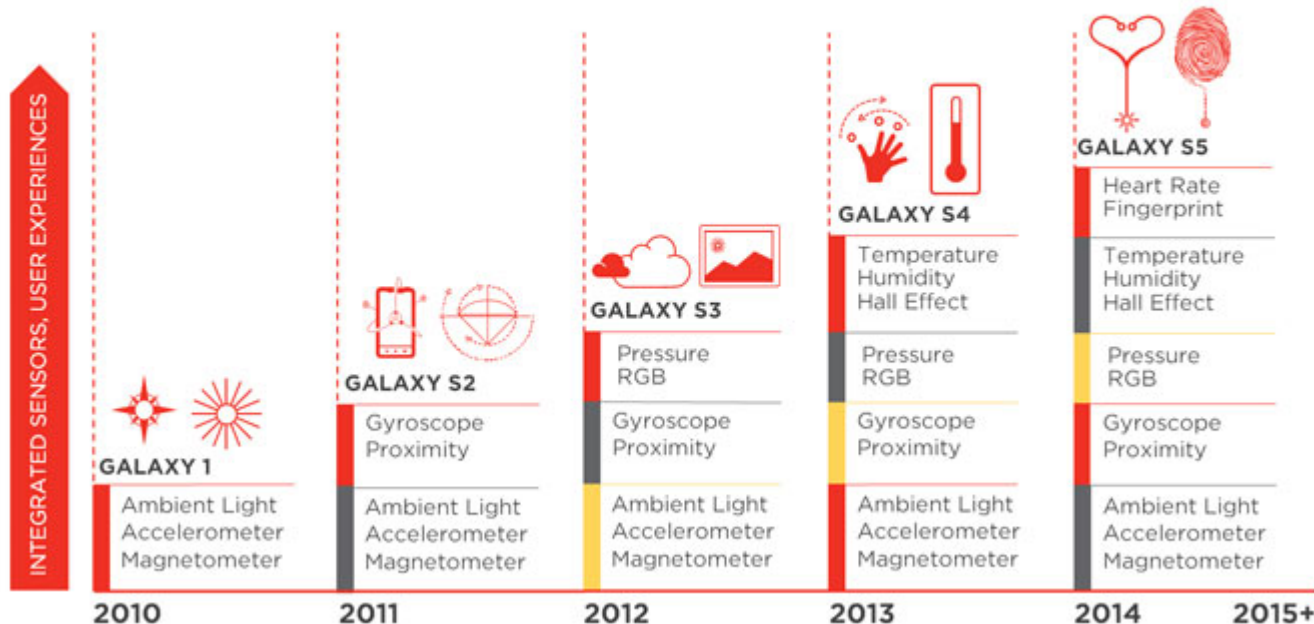 INTEGRATED SENSORS, USER EXPERIENCES
GALAXY 1
Ambient Light
Accelerometer
Magnetometer
GALAXY S2
Gyroscope
Proximity
Ambient Light
Accelerometer
Magnetometer
GALAXY S3
Pressure
RGB
Gyroscope
Proximity
Ambient Light
Accelerometer
Magnetometer
GALAXY S4
Temperature
Humidity
Hall Effect
Pressure
RGB
Gyroscope
Proximity
Ambient Light
Accelerometer
Magnetometer
GALAXY S5
Heart Rate
Fingerprint
Temperature
Humidity
Hall Effect
Pressure
RGB
Gyroscope
Proximity
Ambient Light
Accelerometer
Magnetometer
2010 2011 2012 2013 2014 2015+